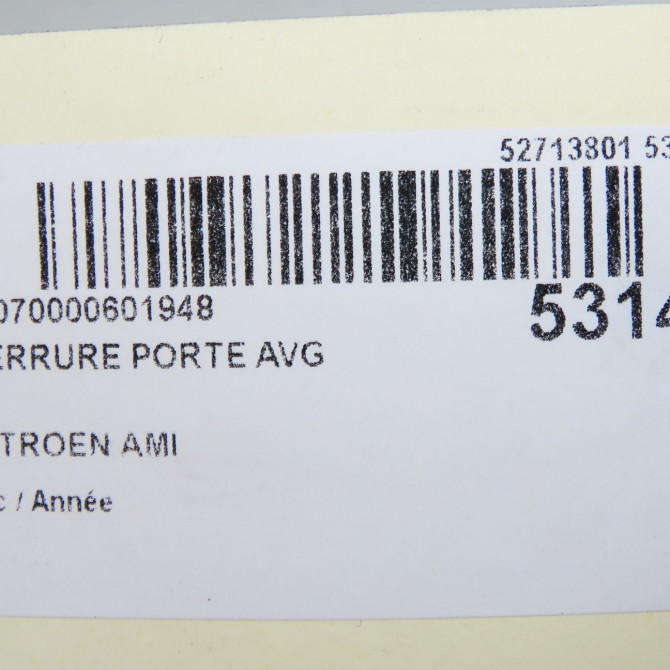 52713801 53
070000601948
5314
ERRURE PORTE AVG
TROEN AMI
c / Année